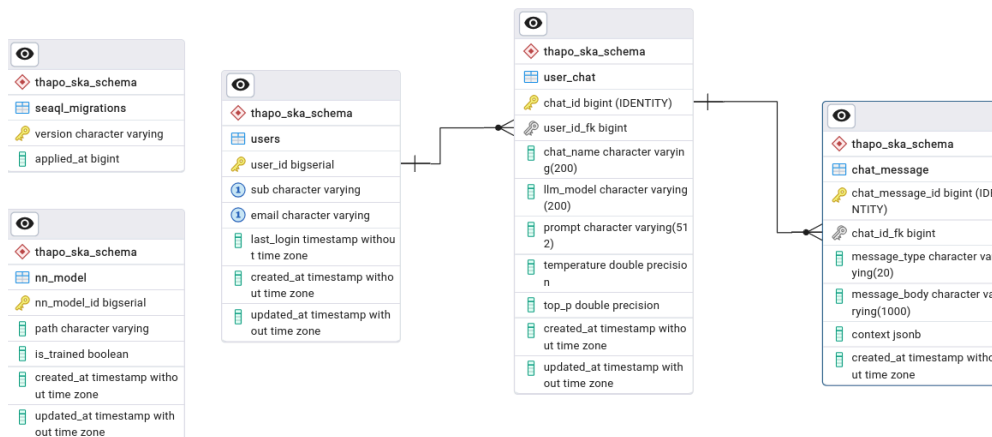 thapo_ska_schema
seaql_migrations
version character varying
applied_at bigint
thapo_ska_schema
nn_model
nn_model_id bigserial
path character varying
is_trained boolean
created_at timestamp witho
ut time zone
updated_at timestamp with
out time zone
thapo_ska_schema
users
user_id bigserial
1 sub character varying
1 email character varying
last_login timestamp withou
t time zone
created_at timestamp witho
ut time zone
updated_at timestamp with
out time zone
thapo_ska_schema
user_chat
chat_id bigint (IDENTITY)
user_id_fk bigint
chat_name character varyin
g(200)
llm_model character varying
(200)
prompt character varying(51
2)
temperature double precisio
n
top_p double precision
created_at timestamp witho
ut time zone
updated_at timestamp with
out time zone
thapo_ska_schema
chat_message
chat_message_id bigint (IDE
NTITY)
chat_id_fk bigint
message_type character va
ying(20)
message_body character va
rying(1000)
context jsonb
created_at timestamp witho
ut time zone